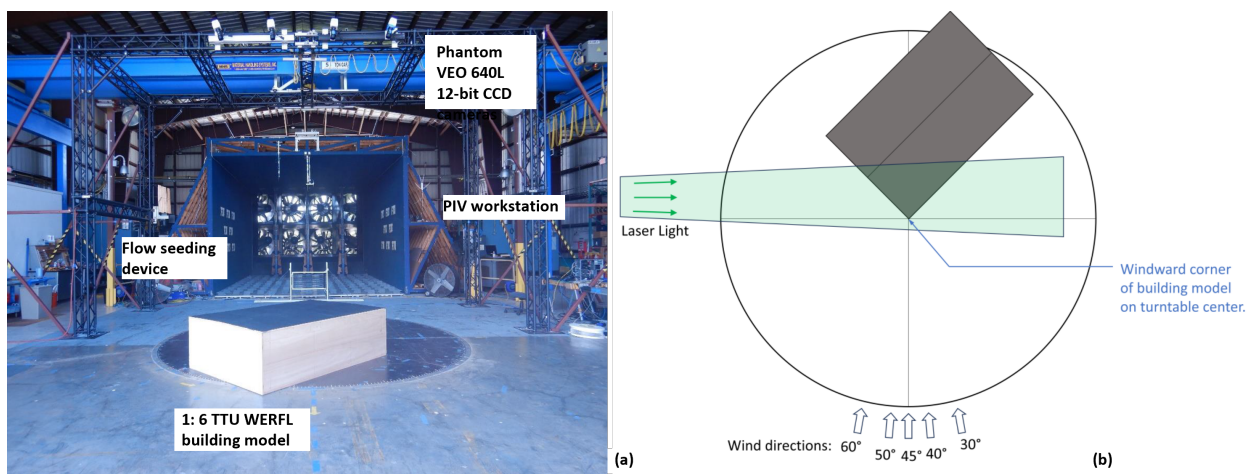 Phantom
VEO 640L
12-bit CCD
cameras
PIV workstation
Flow seeding
device
1: 6 TTU WERFL
building model
(a)
Laser Light
Windward corner
of building model
on turntable center.
Wind directions: 60° 50° 45° 40° 30°
(b)